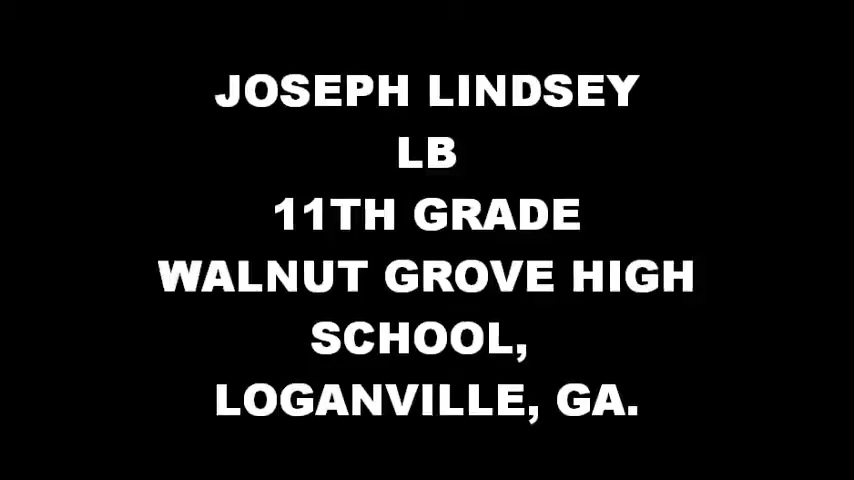 JOSEPH LINDSEY
LB
11TH GRADE
WALNUT GROVE HIGH
SCHOOL,
LOGANVILLE, GA.